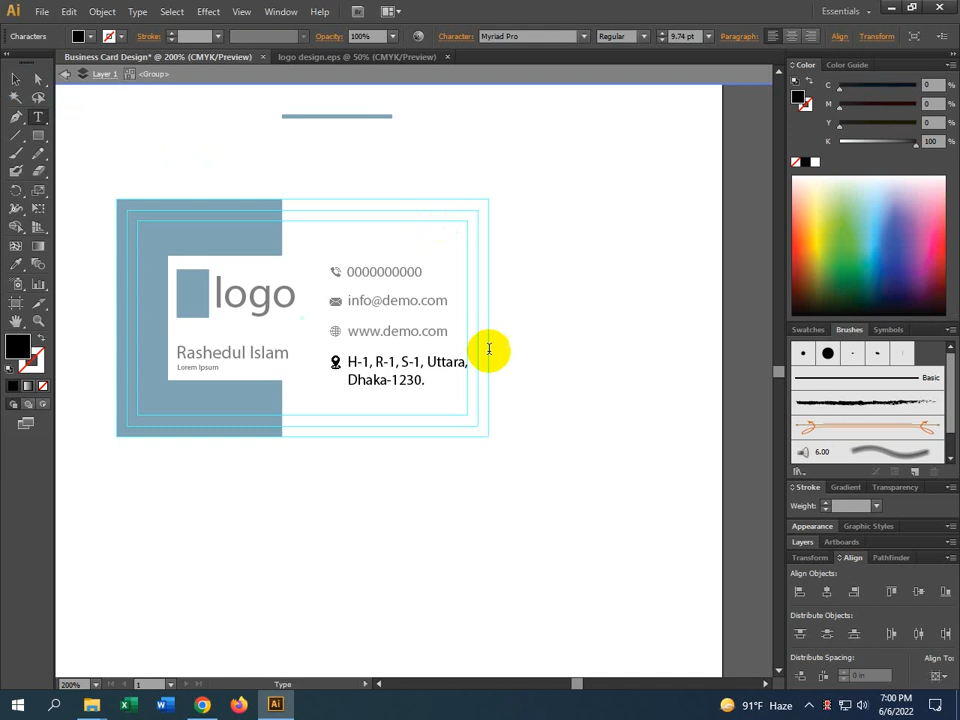 Ai File Edit Object Type Select Effect View Window Help Br Essentials
Characters Stroke: Opacity: 100% Character: Myriad Pro Regular 9.74 pt Paragraph: Align Transform
Business Card Design* @ 200% (CMYK/Preview) × logo design.eps @ 50% (CMYK/Preview) ×
Layer 1 <Group>
Color Color Guide
C 0 %
M 0 %
Y 0 %
K 100 %
logo
Rashedul Islam
Lorem Ipsum
0000000000
info@demo.com
www.demo.com
H-1, R-1, S-1, Uttara,
Dhaka-1230.
Swatches Brushes Symbols
Basic
6.00
Stroke Gradient Transparency
Weight:
Appearance Graphic Styles
Layers Artboards
Transform Align Pathfinder
Align Objects:
Distribute Objects:
Distribute Spacing: Align To:
0 in
200% 1 Type
W Ai 91°F Haze 7:00 PM
6/6/2022